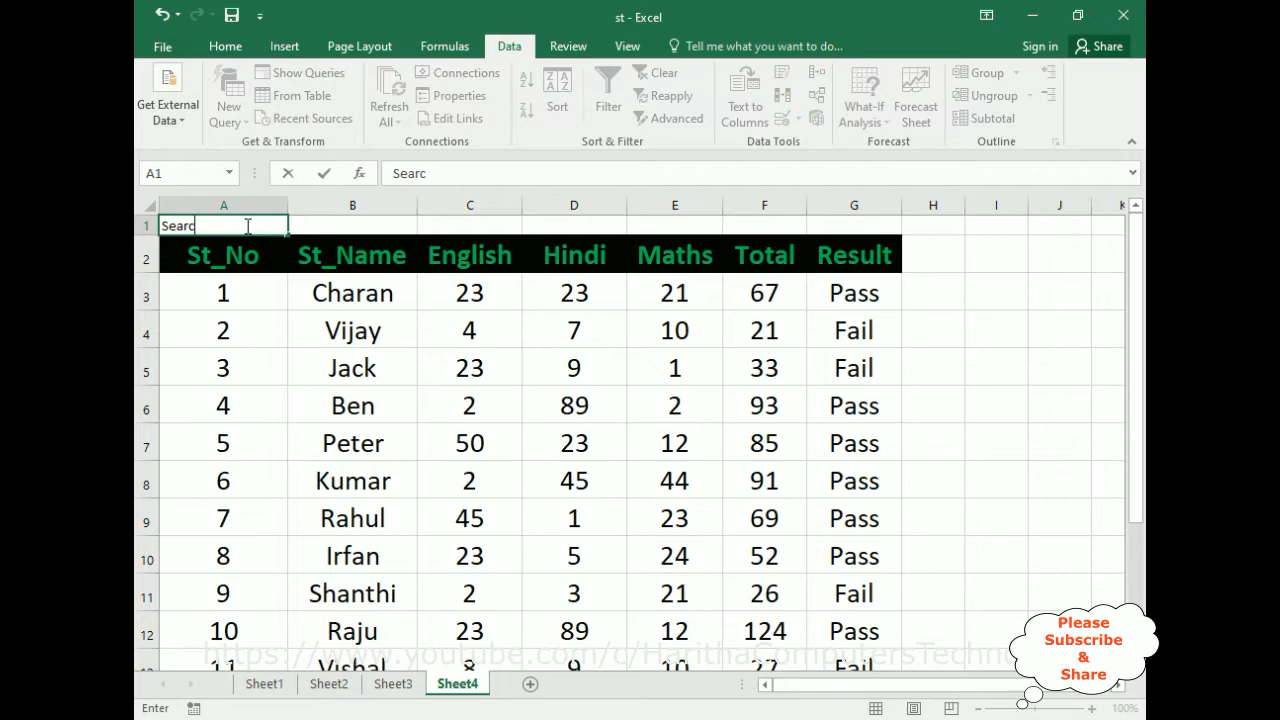 st - Excel
File Home Insert Page Layout Formulas Data Review View Tell me what you want to do... Sign in Share
Get External Data
New Query
Show Queries
From Table
Recent Sources
Get & Transform
Refresh All
Connections
Properties
Edit Links
Connections
Sort
Filter
Clear
Reapply
Advanced
Sort & Filter
Text to Columns
Data Tools
What-If Analysis
Forecast Sheet
Forecast
Group
Ungroup
Subtotal
Outline
A1 fx Searc
A B C D E F G H I J K
1 Searc
2 St_No St_Name English Hindi Maths Total Result
3 1 Charan 23 23 21 67 Pass
4 2 Vijay 4 7 10 21 Fail
5 3 Jack 23 9 1 33 Fail
6 4 Ben 2 89 2 93 Pass
7 5 Peter 50 23 12 85 Pass
8 6 Kumar 2 45 44 91 Pass
9 7 Rahul 45 1 23 69 Pass
10 8 Irfan 23 5 24 52 Pass
11 9 Shanthi 2 3 21 26 Fail
12 10 Raju 23 89 12 124 Pass
13 11 Vishal 8 9 10 27 Fail
https://www.youtube.com/c/HarithaComputersTechno
Please
Subscribe
&
Share
Sheet1 Sheet2 Sheet3 Sheet4
Enter 100%